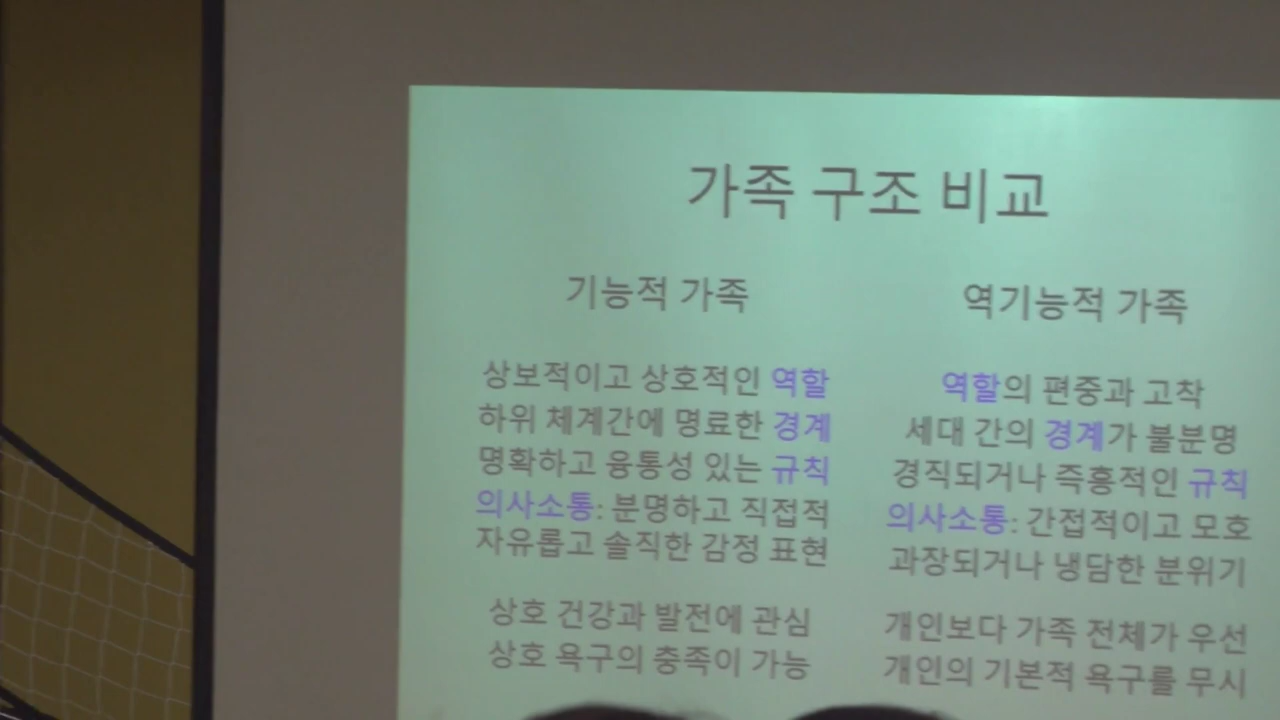 가족 구조 비교
기능적 가족
상보적이고 상호적인 역할
하위 체계간에 명료한 경계
명확하고 융통성 있는 규칙
의사소통: 분명하고 직접적
자유롭고 솔직한 감정 표현
상호 건강과 발전에 관심
상호 욕구의 충족이 가능
역기능적 가족
역할의 편중과 고착
세대 간의 경계가 불분명
경직되거나 즉흥적인 규칙
의사소통: 간접적이고 모호
과장되거나 냉담한 분위기
개인보다 가족 전체가 우선
개인의 기본적 욕구를 무시